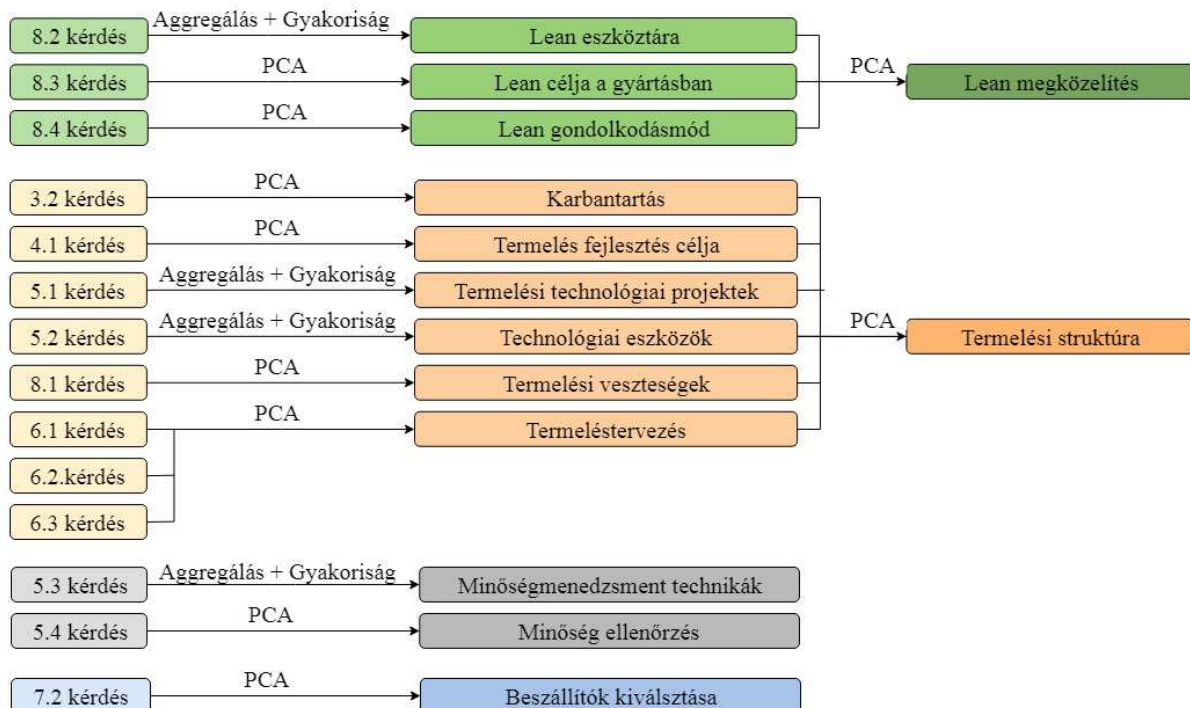 8.2 kérdés Aggregálás + Gyakoriság Lean eszköztára
8.3 kérdés PCA Lean célja a gyártásban PCA Lean megközelítés
8.4 kérdés PCA Lean gondolkodásmód
3.2 kérdés PCA Karbantartás
4.1 kérdés PCA Termelés fejlesztés célja
5.1 kérdés Aggregálás + Gyakoriság Termelési technológiai projektek
5.2 kérdés Aggregálás + Gyakoriság Technológiai eszközök PCA Termelési struktúra
8.1 kérdés PCA Termelési veszteségek
6.1 kérdés PCA Termeléstervezés
6.2.kérdés
6.3 kérdés
5.3 kérdés Aggregálás + Gyakoriság Minőségmenedzsment technikák
5.4 kérdés PCA Minőség ellenőrzés
7.2 kérdés PCA Beszállítók kiválsztása